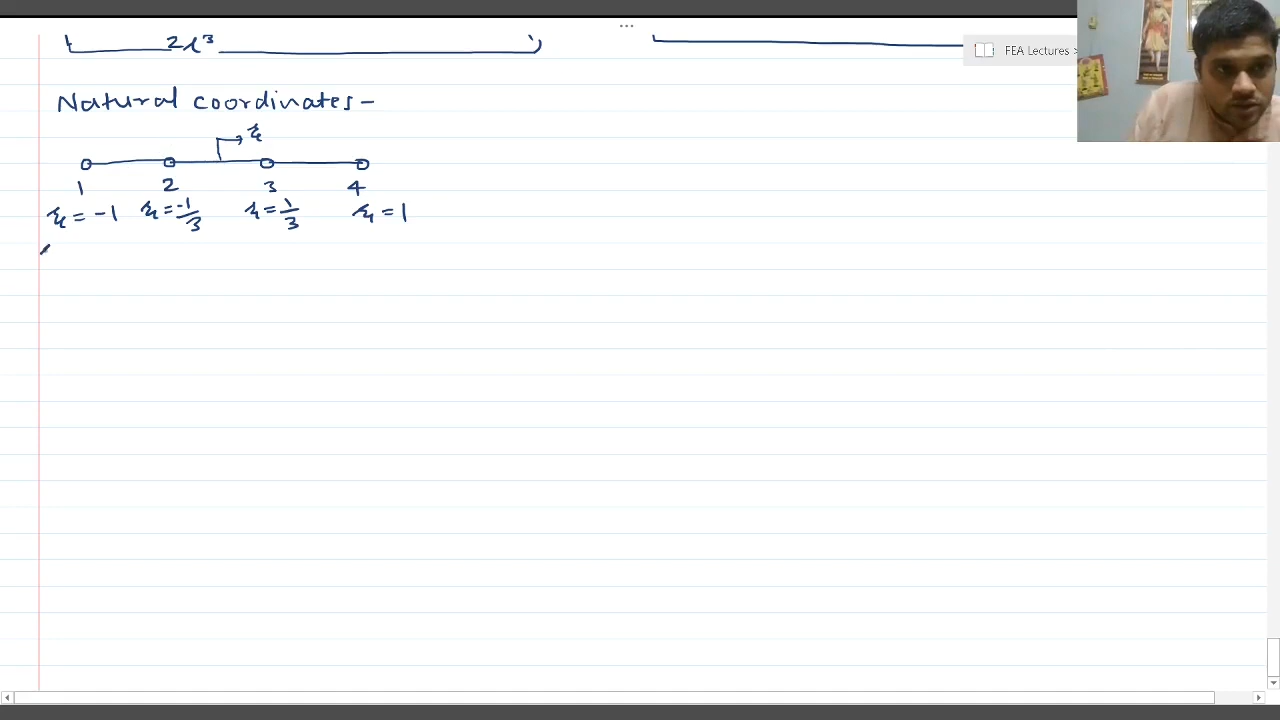 2l³
FEA Lectures >
Natural coordinates -
ξ
1 2 3 4
ξ = -1 ξ = -1/3 ξ = 1/3 ξ = 1